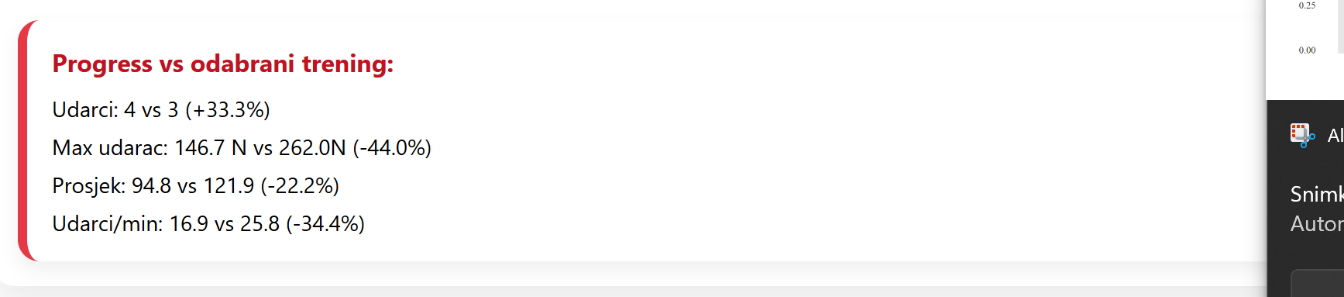 Progress vs odabrani trening:
Udarci: 4 vs 3 (+33.3%)
Max udarac: 146.7 N vs 262.0N (-44.0%)
Prosjek: 94.8 vs 121.9 (-22.2%)
Udarci/min: 16.9 vs 25.8 (-34.4%)
0.25
0.00
Al
Snimk
Autor